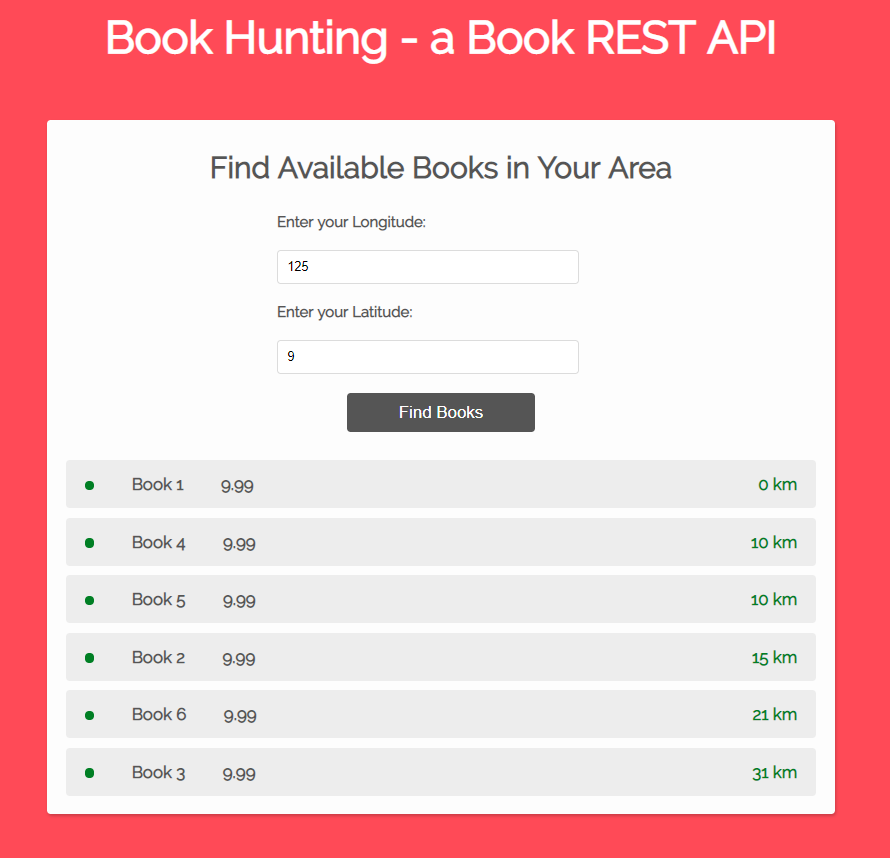 Book Hunting - a Book REST API
Find Available Books in Your Area
Enter your Longitude:
125
Enter your Latitude:
9
Find Books
Book 1 9.99 0 km
Book 4 9.99 10 km
Book 5 9.99 10 km
Book 2 9.99 15 km
Book 6 9.99 21 km
Book 3 9.99 31 km